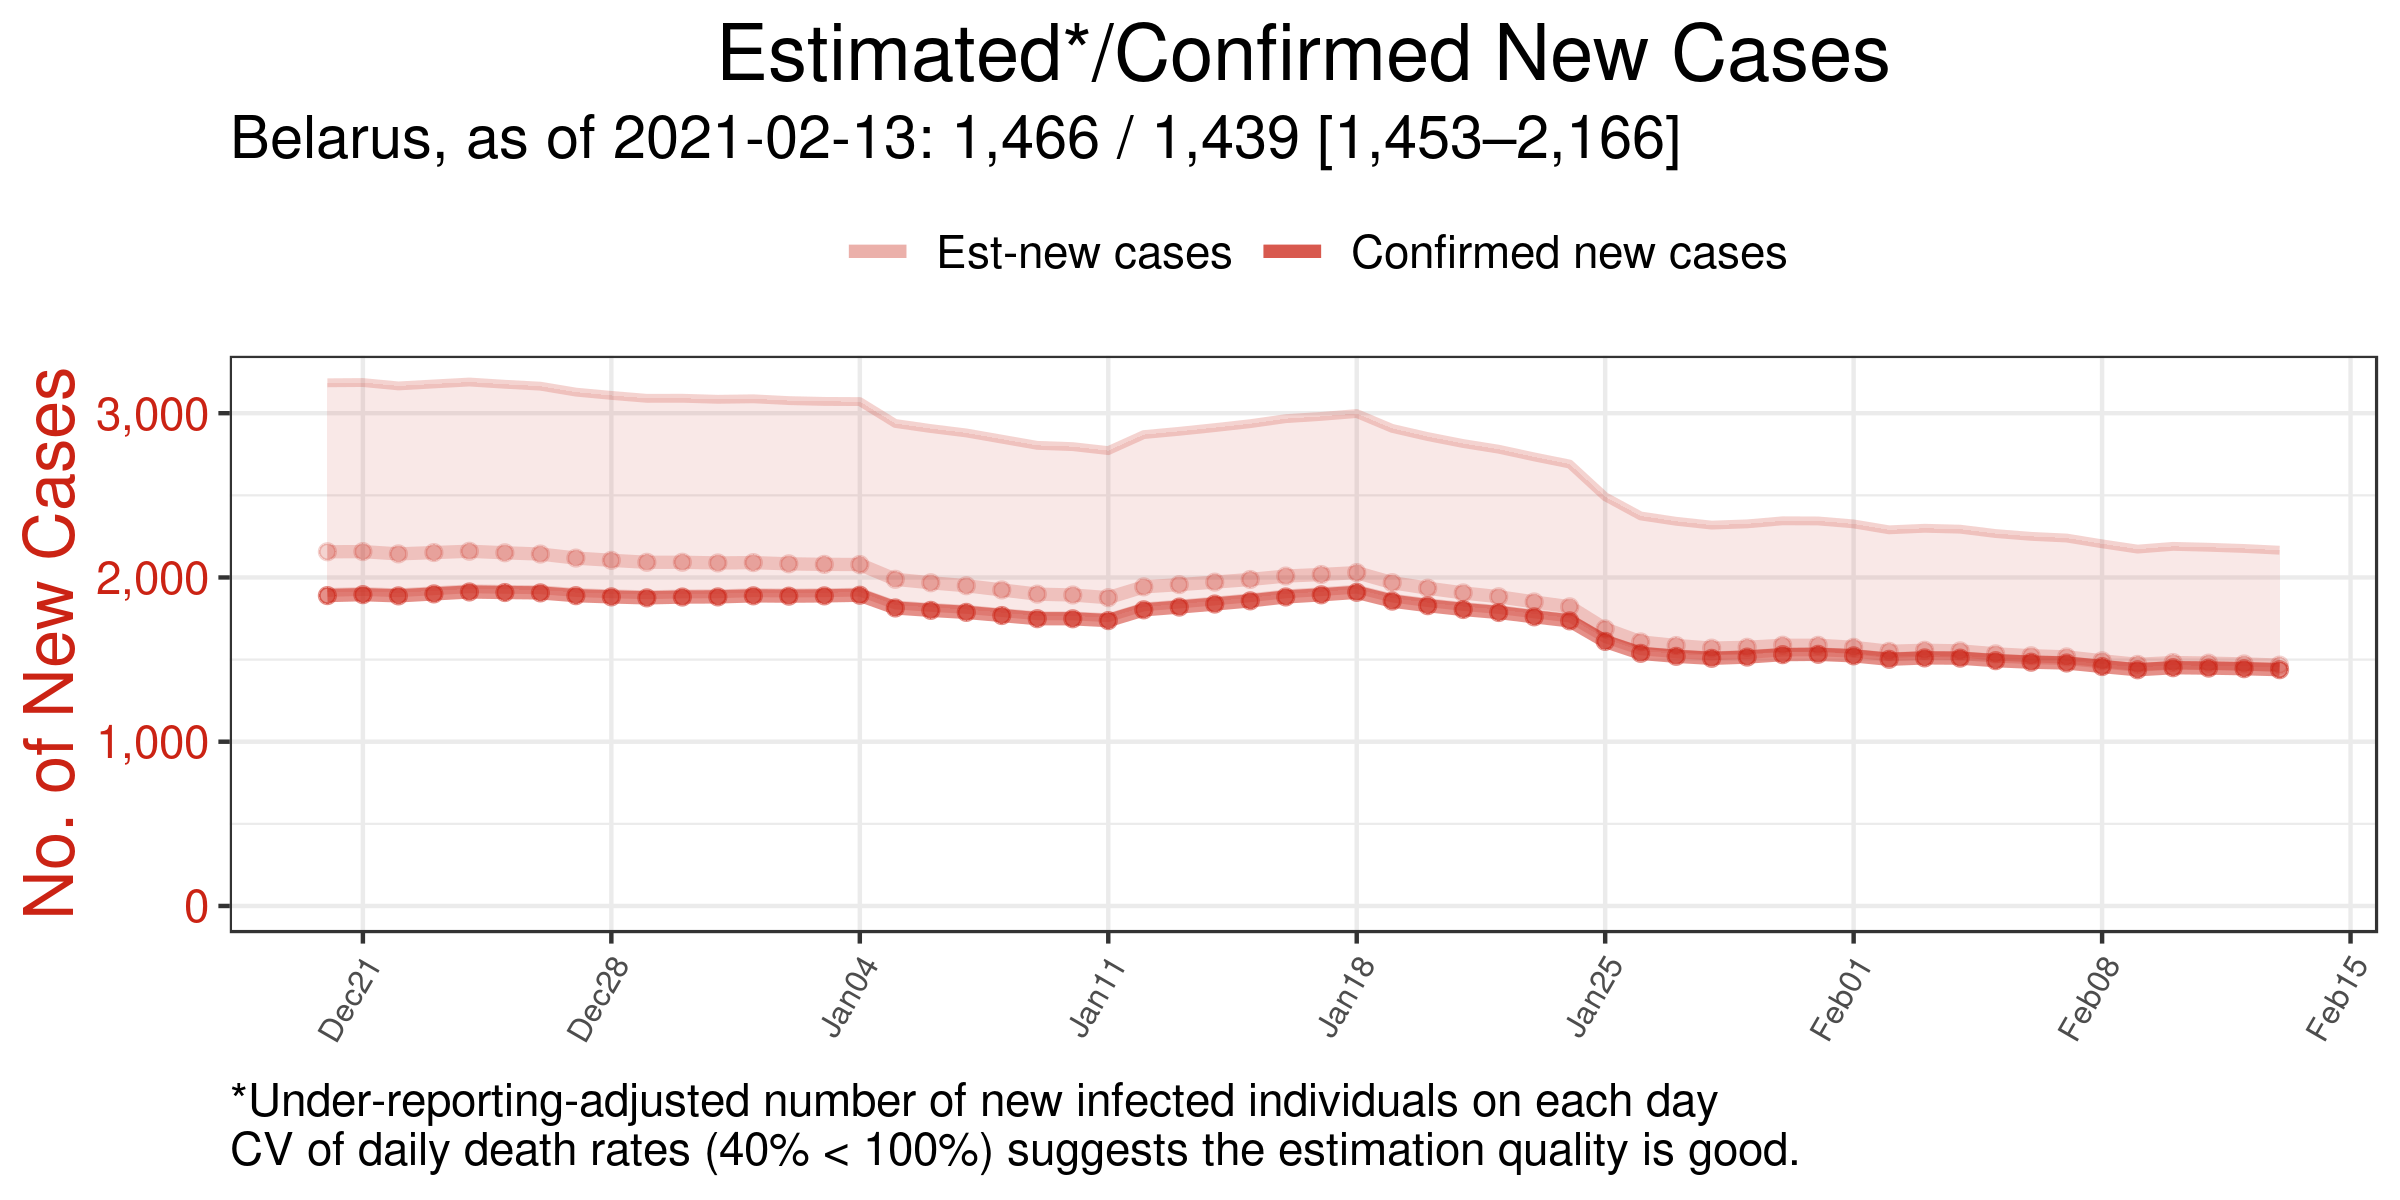 Estimated*/Confirmed New Cases
Belarus, as of 2021-02-13: 1,466 / 1,439 [1,453–2,166]
Est-new cases
Confirmed new cases
No. of New Cases
3,000
2,000
1,000
0
Dec21
Dec28
Jan04
Jan11
Jan18
Jan25
Feb01
Feb08
Feb15
*Under-reporting-adjusted number of new infected individuals on each day
CV of daily death rates (40% < 100%) suggests the estimation quality is good.